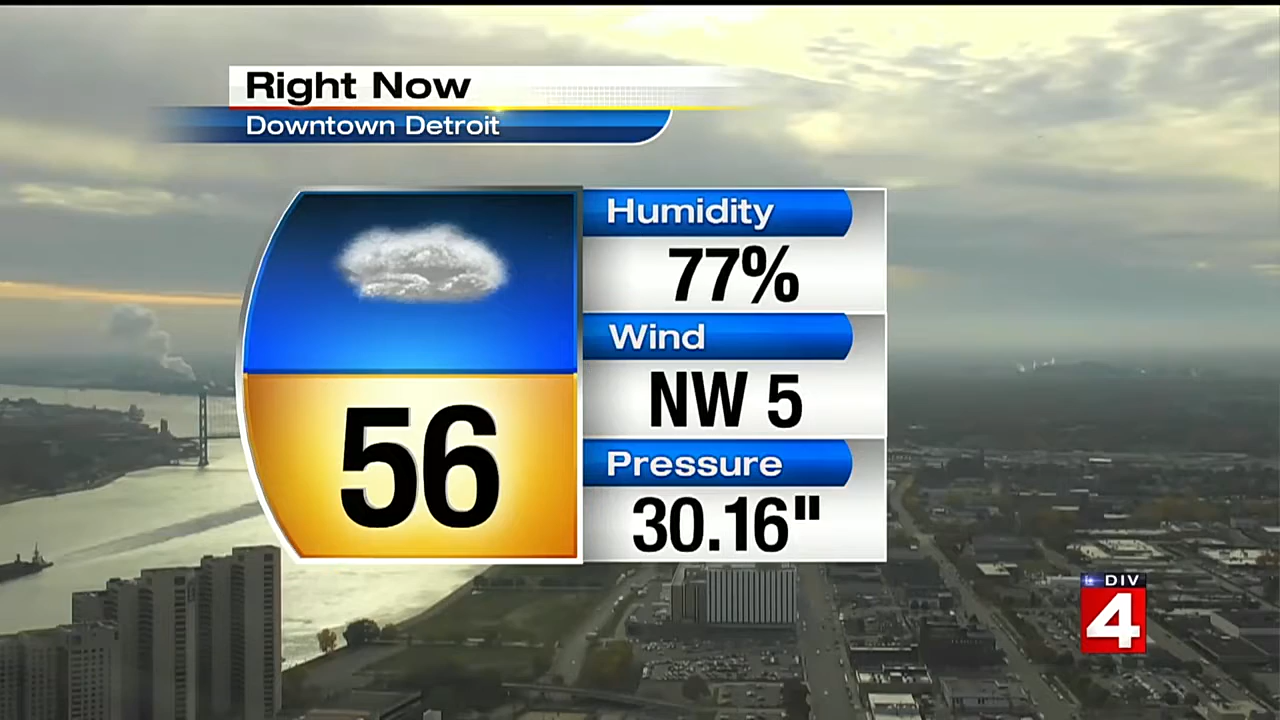 Right Now
Downtown Detroit
Humidity
77%
Wind
NW 5
56
Pressure
30.16"
DIV
4